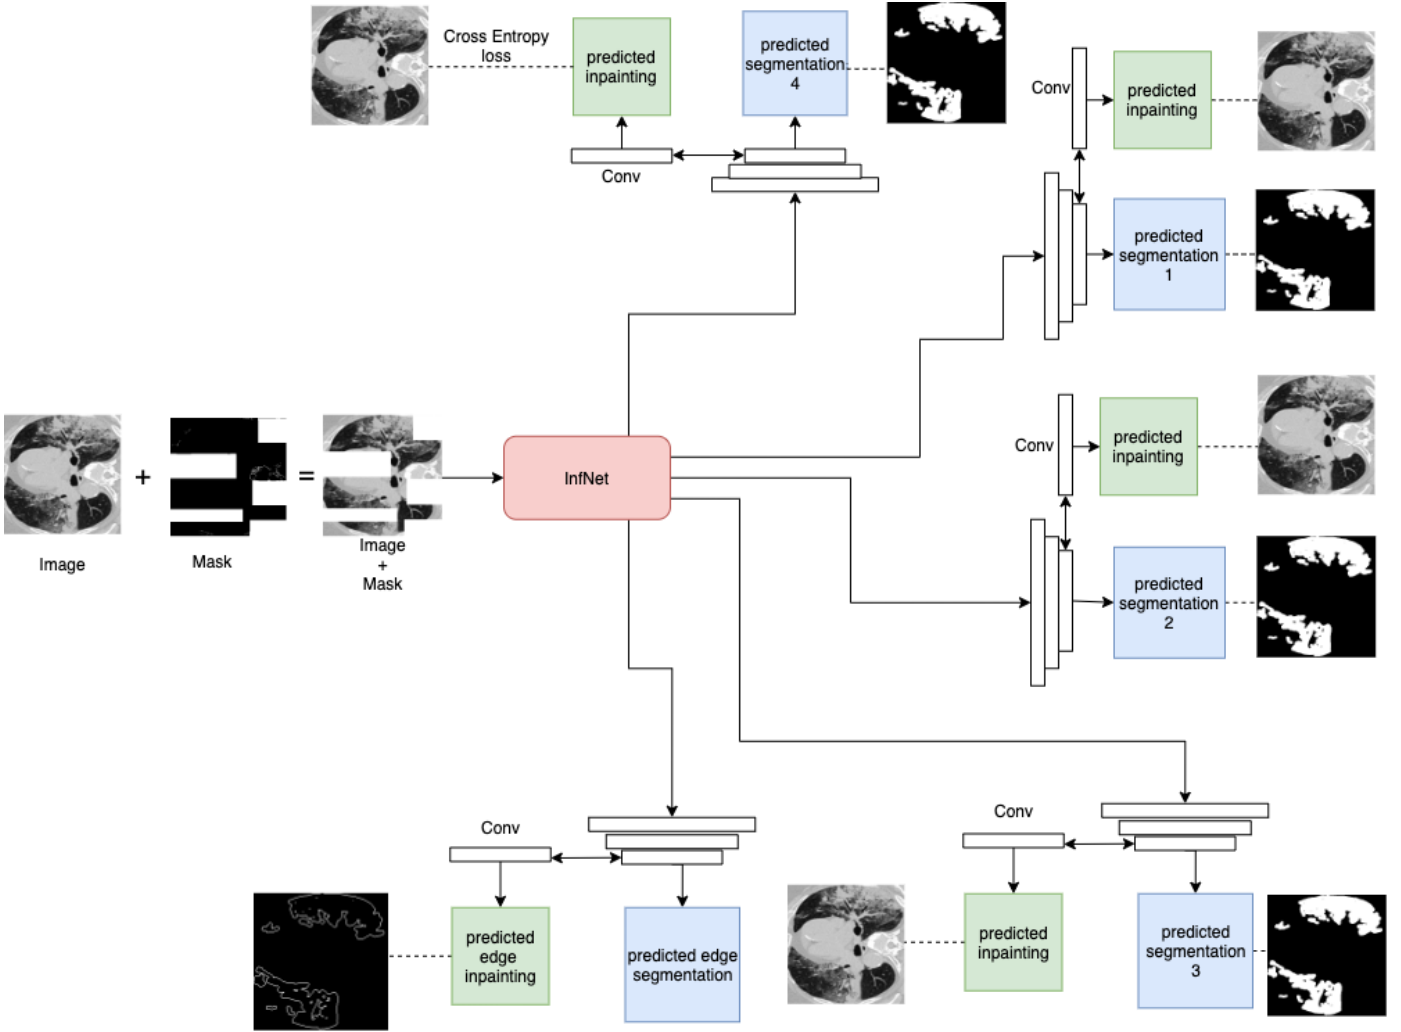 Cross Entropy
loss
predicted
inpainting
predicted
segmentation
4
Conv
Conv
predicted
inpainting
predicted
segmentation
1
Image
+
Mask
=
Image
+
Mask
InfNet
Conv
predicted
inpainting
predicted
segmentation
2
Conv
predicted
edge
inpainting
predicted edge
segmentation
Conv
predicted
inpainting
predicted
segmentation
3